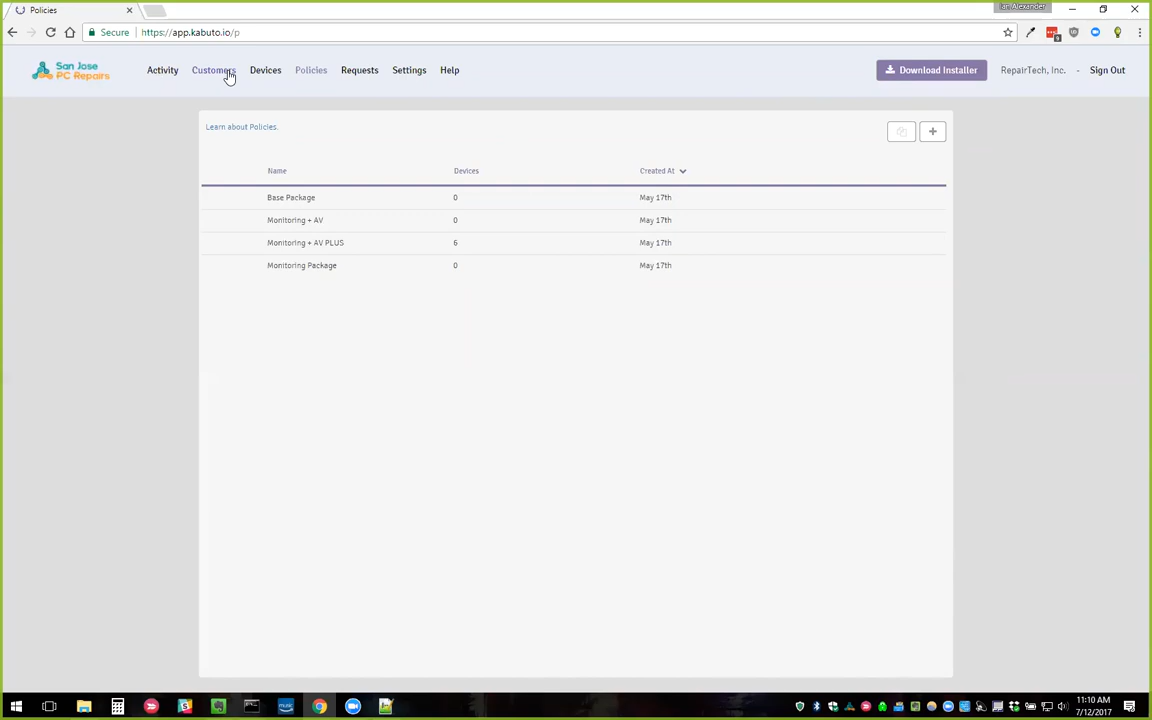 Policies
Ian Alexander
Secure
https://app.kabuto.io/p
San Jose
PC Repairs
Activity Customers Devices Policies Requests Settings Help
Download Installer
RepairTech, Inc. - Sign Out
Learn about Policies.
Name Devices Created At
Base Package 0 May 17th
Monitoring + AV 0 May 17th
Monitoring + AV PLUS 6 May 17th
Monitoring Package 0 May 17th
music
11:10 AM
7/12/2017